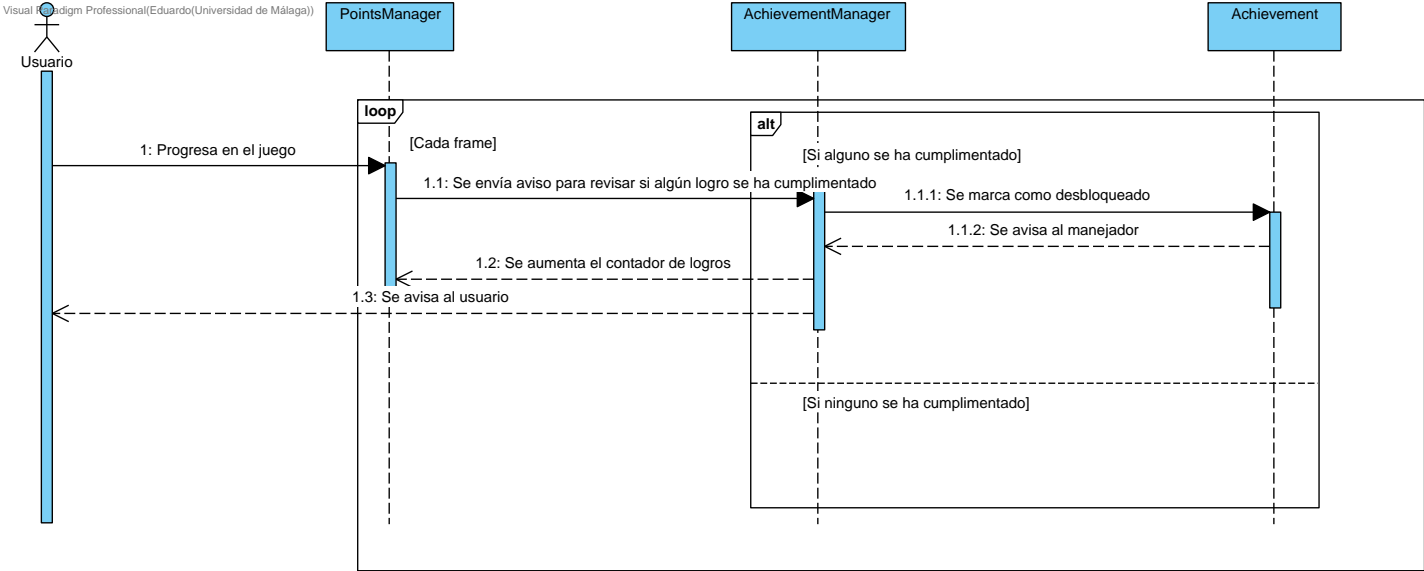 Visual Paradigm Professional(Eduardo(Universidad de Málaga))
PointsManager
AchievementManager
Achievement
Usuario
loop
alt
[Cada frame]
1: Progresa en el juego
[Si alguno se ha cumplimentado]
1.1: Se envía aviso para revisar si algún logro se ha cumplimentado
1.1.1: Se marca como desbloqueado
1.1.2: Se avisa al manejador
1.2: Se aumenta el contador de logros
1.3: Se avisa al usuario
[Si ninguno se ha cumplimentado]